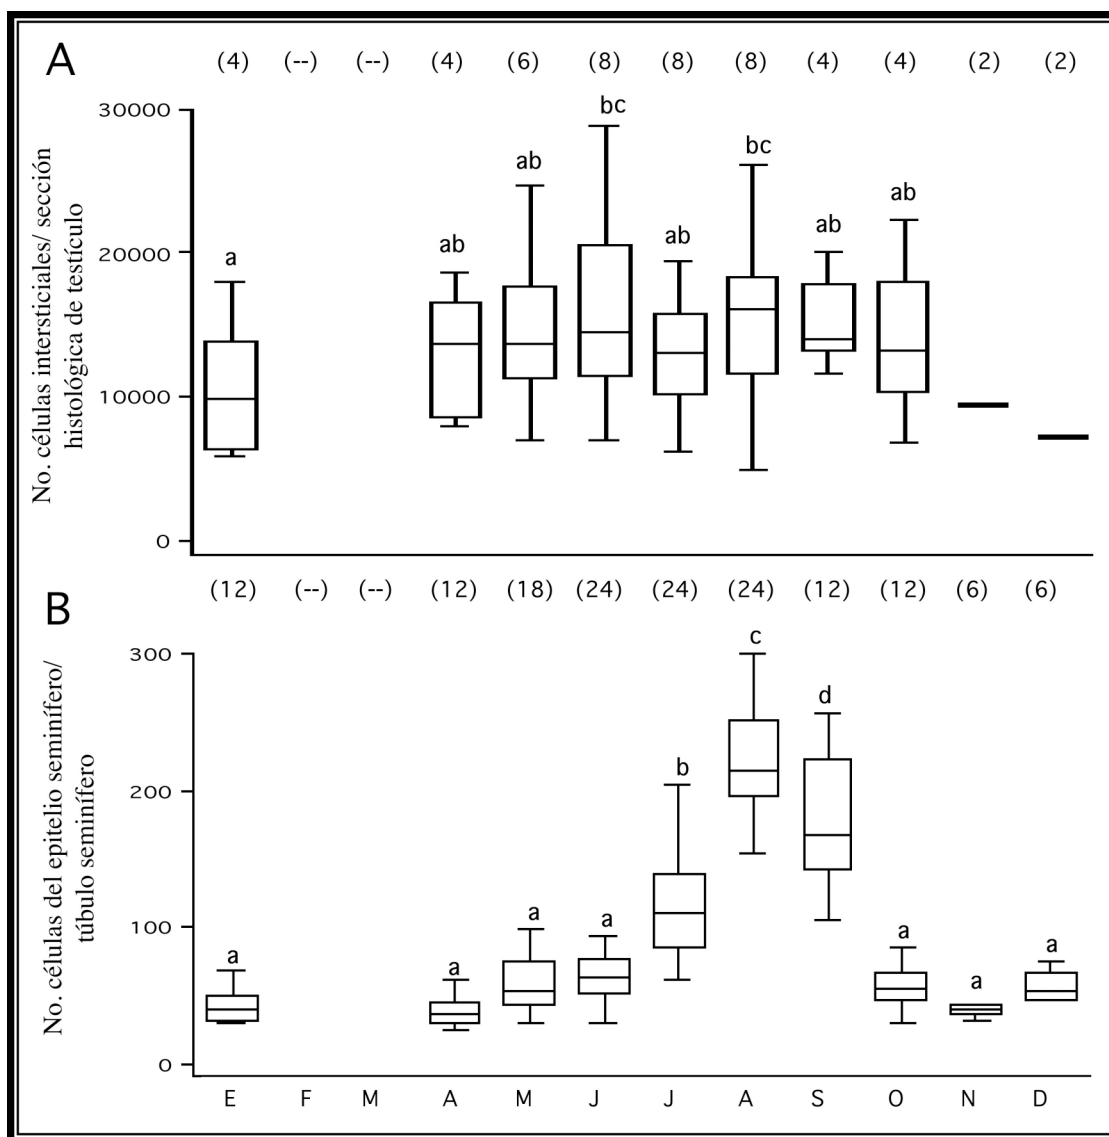 A
(4) (--) (--) (4) (6) (8) (8) (8) (4) (4) (2) (2)
No. células intersticiales/ sección
histológica de testículo
30000
20000
10000
0
a ab ab bc ab bc ab ab
B
(12) (--) (--) (12) (18) (24) (24) (24) (12) (12) (6) (6)
No. células del epitelio seminífero/
túbulo seminífero
300
200
100
0
a a a a b c d a a a
E F M A M J J A S O N D